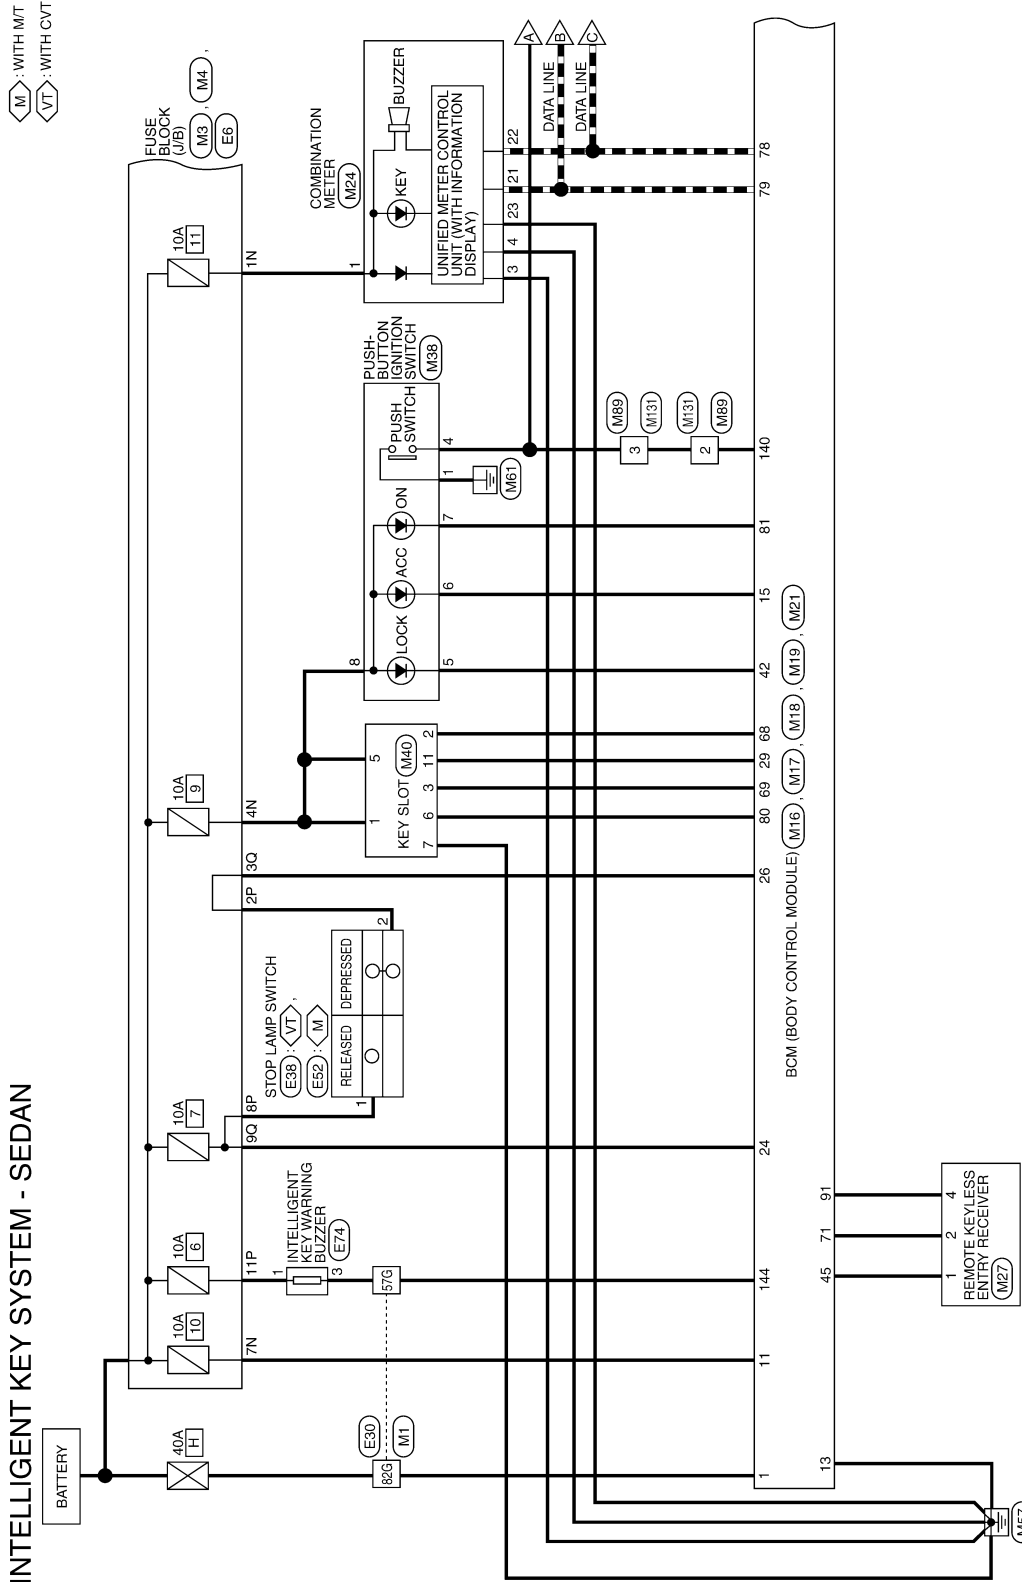 INTELLIGENT KEY SYSTEM - SEDAN
M : WITH M/T
VT : WITH CVT
BATTERY
40A
H
10A
10
10A
6
10A
7
10A
9
10A
11
FUSE
BLOCK
(J/B)
M3 , M4 ,
E6
7N
11P
9Q
8P
2P
3Q
4N
1N
INTELLIGENT
KEY WARNING
BUZZER
E74
1
3
STOP LAMP SWITCH
E38 : VT ,
E52 : M
RELEASED
DEPRESSED
1
2
E30
M1
82G
57G
KEY SLOT
M40
1
5
7
6
3
11
2
PUSH-
BUTTON
IGNITION
SWITCH
M38
8
LOCK
ACC
ON
PUSH
SWITCH
5
6
7
1
4
M61
COMBINATION
METER
M24
1
KEY
BUZZER
UNIFIED METER CONTROL
UNIT (WITH INFORMATION
DISPLAY)
3
4
23
21
22
A
B
C
DATA LINE
DATA LINE
M89
M131
3
M131
M89
2
1
11
144
24
26
80
69
29
68
42
15
81
140
79
78
BCM (BODY CONTROL MODULE) M16 , M17 , M18 , M19 , M21
13
45
71
91
1
2
4
REMOTE KEYLESS
ENTRY RECEIVER
M27
M57